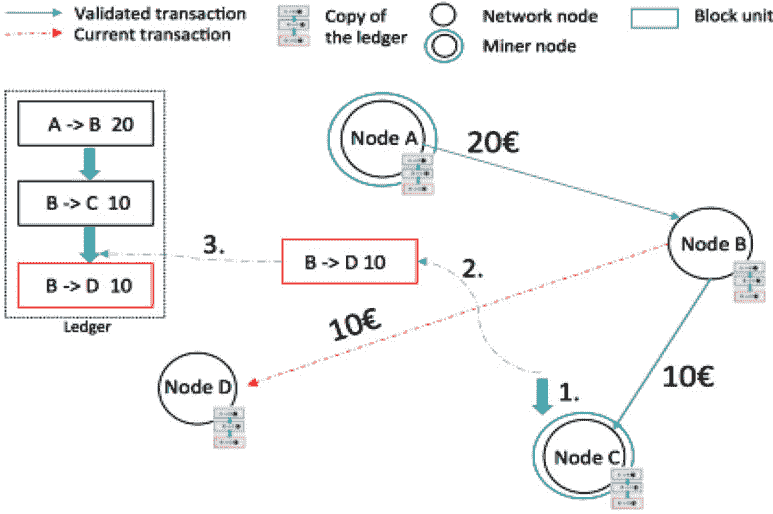 Validated transaction
Current transaction
Copy of
the ledger
Network node
Miner node
Block unit
A -> B 20
B -> C 10
B -> D 10
Ledger
3.
B -> D 10
2.
Node A
20€
Node B
10€
Node D
1.
10€
Node C